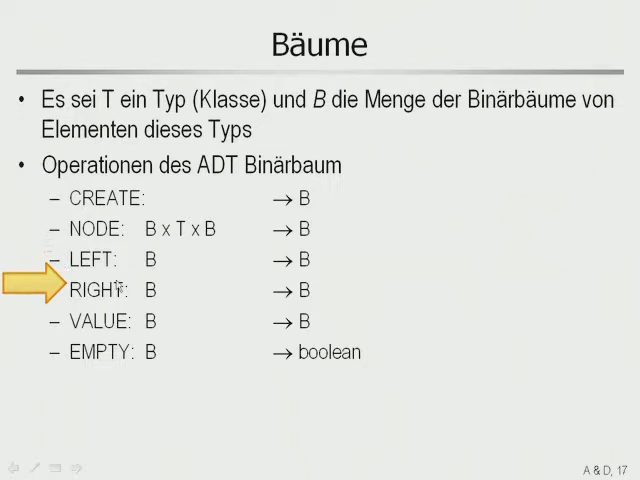 Bäume
• Es sei T ein Typ (Klasse) und B die Menge der Binärbäume von
Elementen dieses Typs
• Operationen des ADT Binärbaum
– CREATE: → B
– NODE: B x T x B → B
– LEFT: B → B
RIGHT: B → B
– VALUE: B → B
– EMPTY: B → boolean
A & D, 17